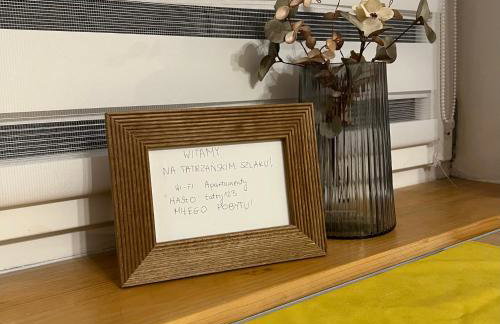 WITAMY
NA TATRZAŃSKIM SZLAKU!
WI-FI Apartamenty
HASŁO tatry123
MIŁEGO POBYTU!